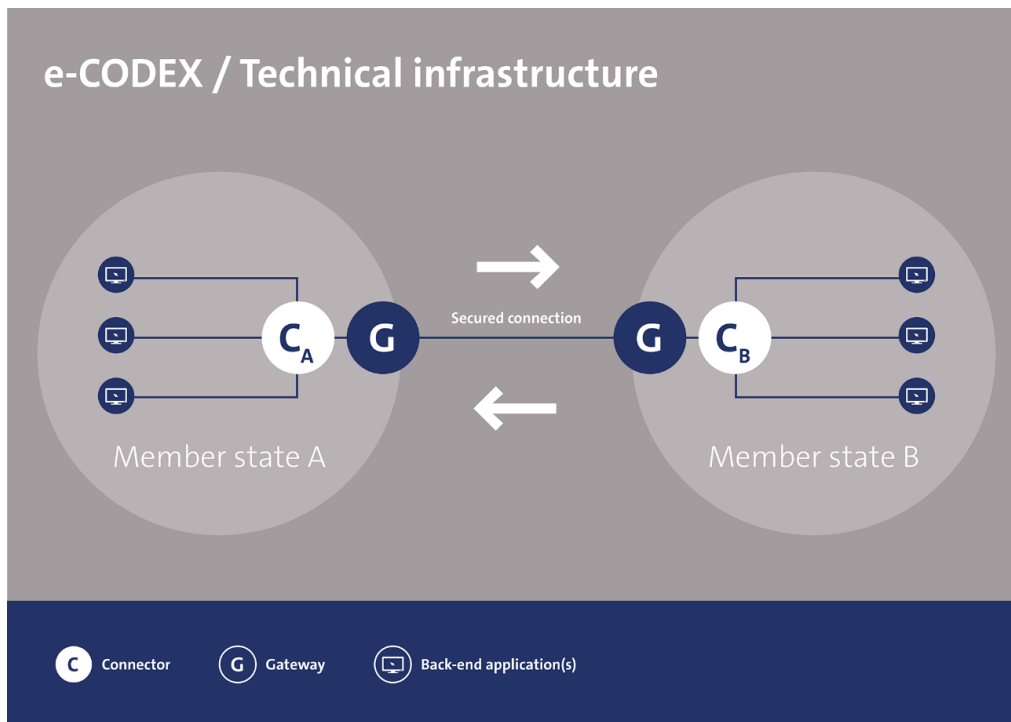 e-CODEX / Technical infrastructure
Secured connection
C A
G
G
C B
Member state A
Member state B
C Connector
G Gateway
Back-end application(s)